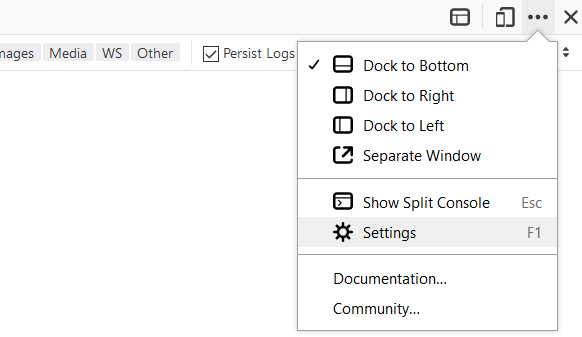 mages Media WS Other Persist Logs
Dock to Bottom
Dock to Right
Dock to Left
Separate Window
Show Split Console Esc
Settings F1
Documentation...
Community...